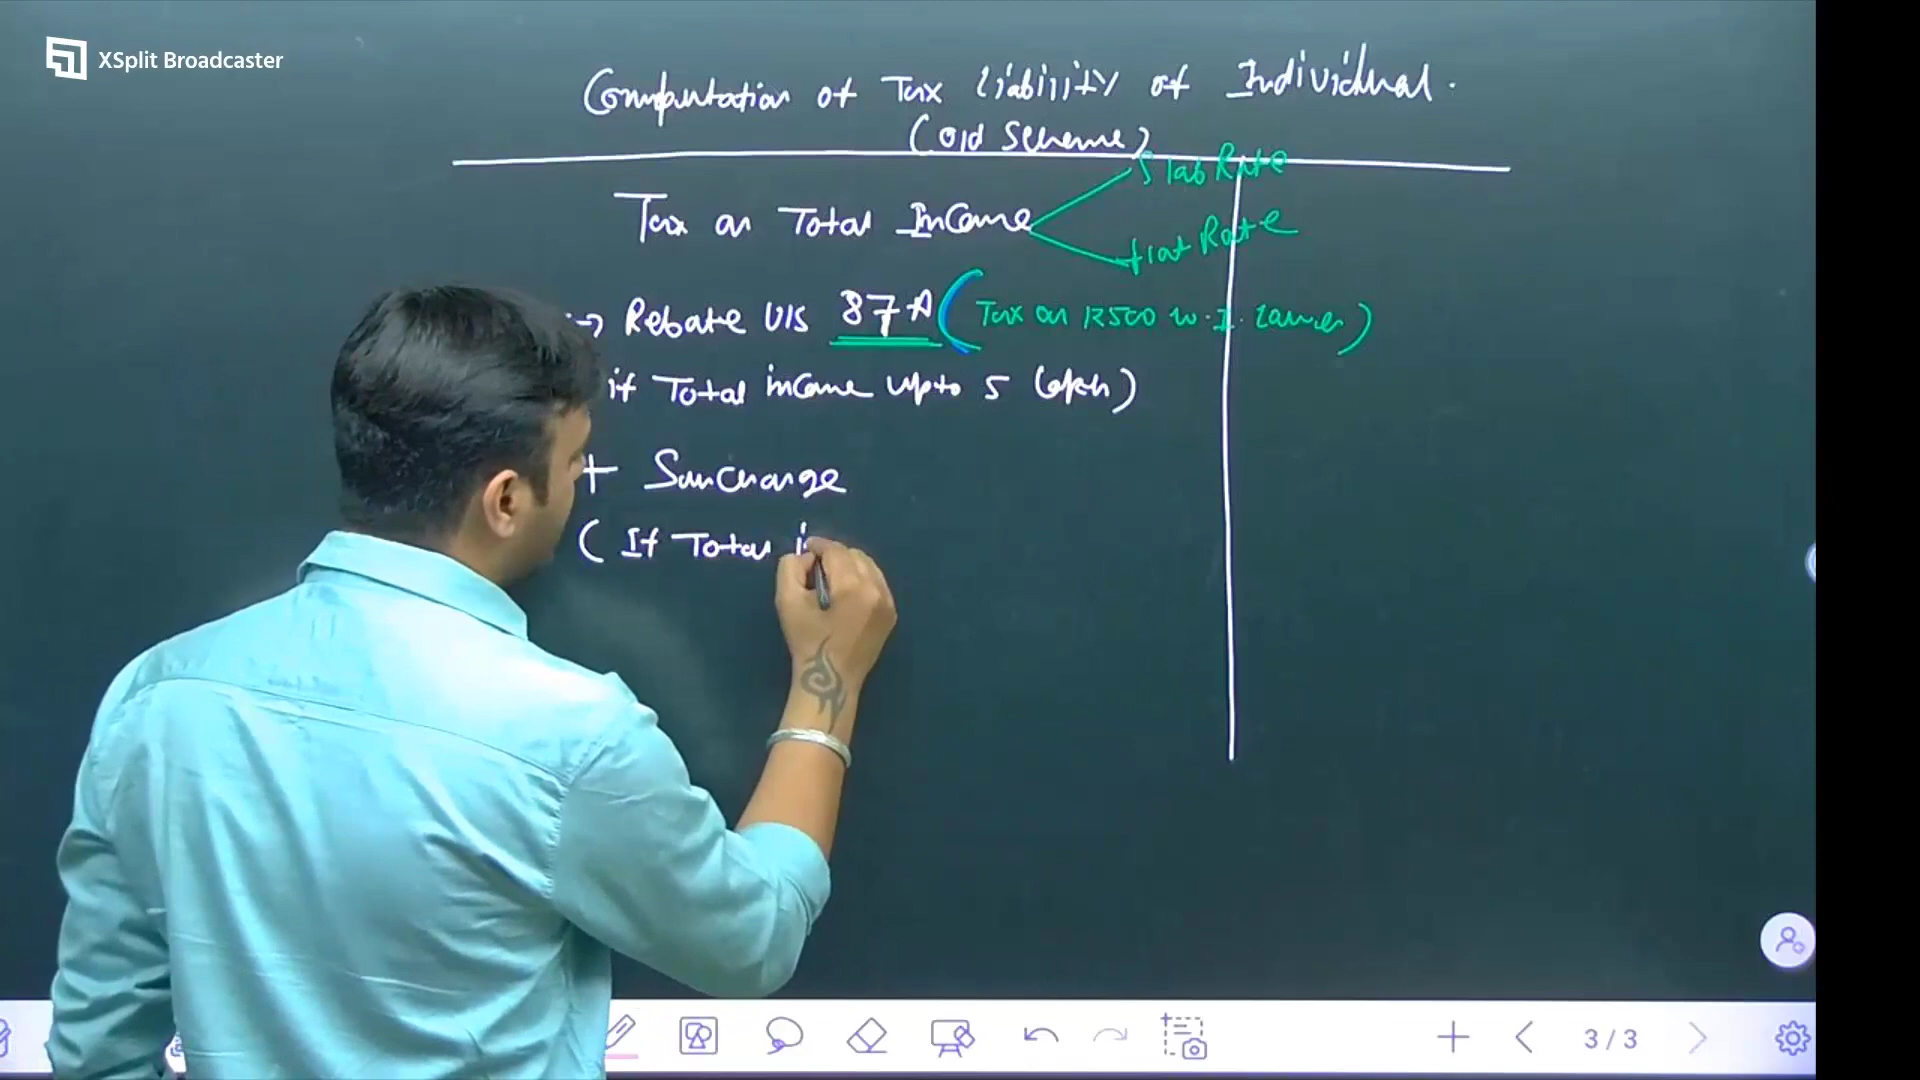 XSplit Broadcaster
Computation of Tax Liability of Individual.
(Old Scheme)
Slab Rate
Tax on Total Income
flat Rate
Rebate U/S 87A (Tax or 12500 w.I. Lower)
if Total income upto 5 Lakh)
+ Surcharge
( If Total i
3/3